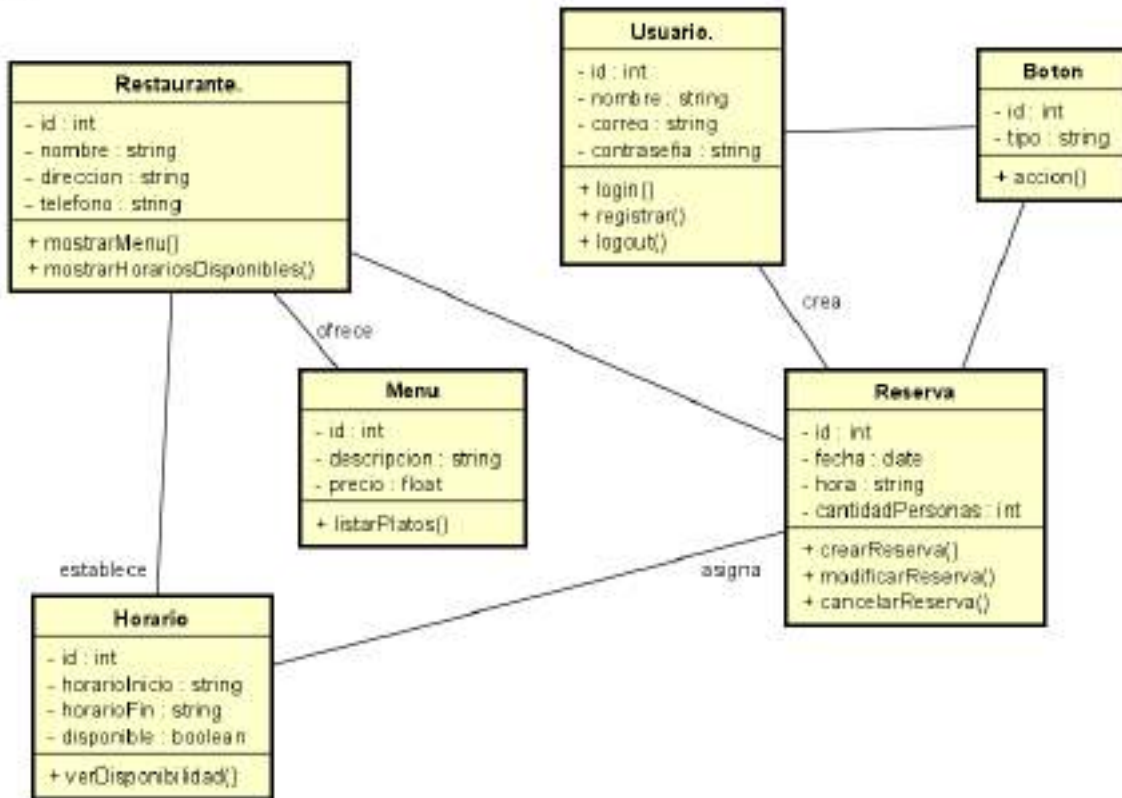 Restaurante.
- id : int
- nombre : string
- direccion : string
- telefono : string
+ mostrarMenu()
+ mostrarHorariosDisponibles()
Usuario.
- id : int
- nombre : string
- correo : string
- contraseña : string
+ login()
+ registrar()
+ logout()
Boton
- id : int
- tipo : string
+ accion()
crea
ofrece
Menu
- id : int
- descripcion : string
- precio : float
+ listarPlatos()
Reserva
- id : int
- fecha : date
- hora : string
- cantidadPersonas : int
+ crearReserva()
+ modificarReserva()
+ cancelarReserva()
establece
asigna
Horario
- id : int
- horarioInicio : string
- horarioFin : string
- disponible : boolean
+ verDisponibilidad()